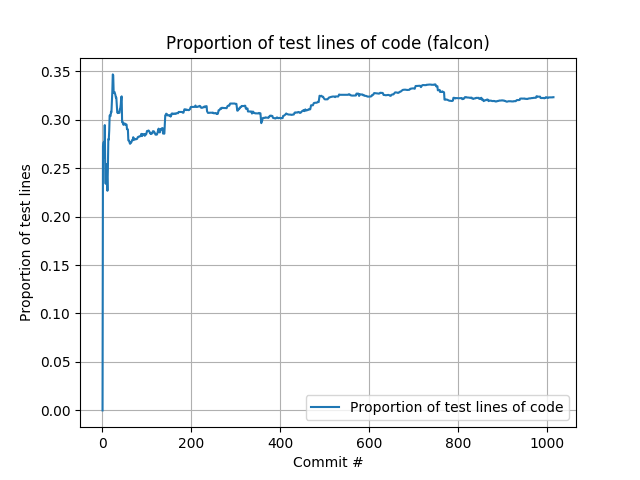 Proportion of test lines of code (falcon)
Proportion of test lines
0.35
0.30
0.25
0.20
0.15
0.10
0.05
0.00
Proportion of test lines of code
0 200 400 600 800 1000
Commit #